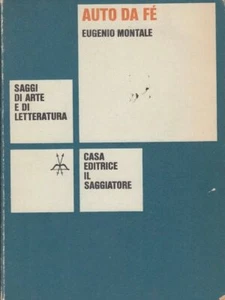 AUTO DA FÉ
EUGENIO MONTALE
SAGGI
DI ARTE
E DI
LETTERATURA
CASA
EDITRICE
IL
SAGGIATORE